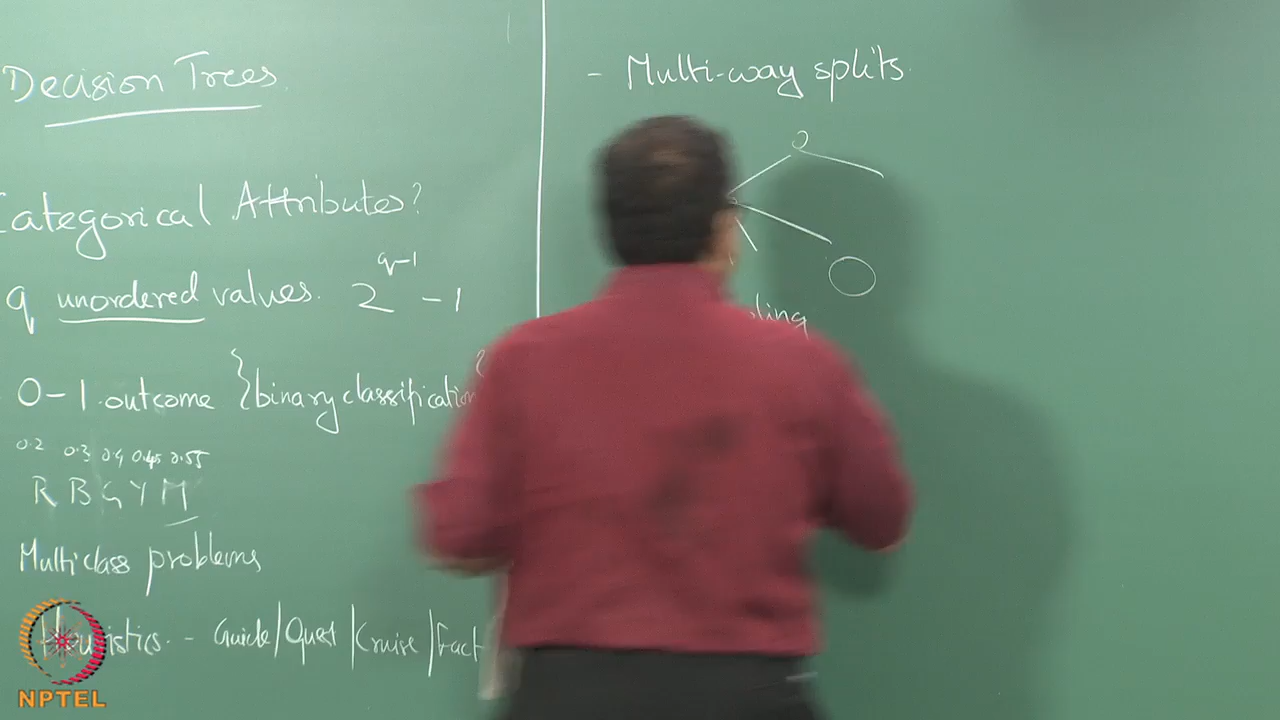 Decision Trees.
Categorical Attributes?
q unordered values. 2^{q-1} - 1
0-1 outcome {binary classification}
0.2 0.3 0.4 0.45 0.55
R B G Y M
Multiclass problems
Heuristics. - Guide/Quest/Cruise/Fact
NPTEL
- Multi-way splits.